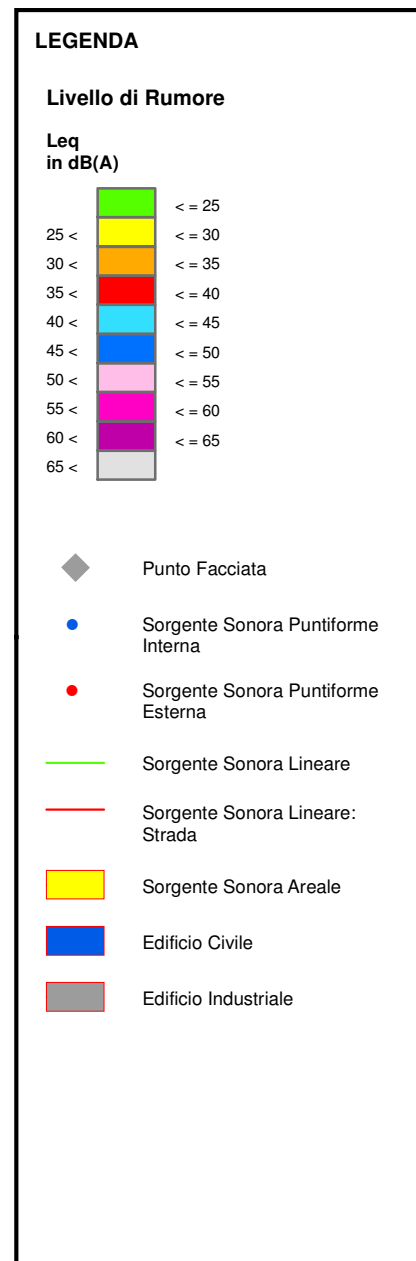 LEGENDA
Livello di Rumore
Leq
in dB(A)
< = 25
25 < < = 30
30 < < = 35
35 < < = 40
40 < < = 45
45 < < = 50
50 < < = 55
55 < < = 60
60 < < = 65
65 <
Punto Facciata
Sorgente Sonora Puntiforme
Interna
Sorgente Sonora Puntiforme
Esterna
Sorgente Sonora Lineare
Sorgente Sonora Lineare:
Strada
Sorgente Sonora Areale
Edificio Civile
Edificio Industriale